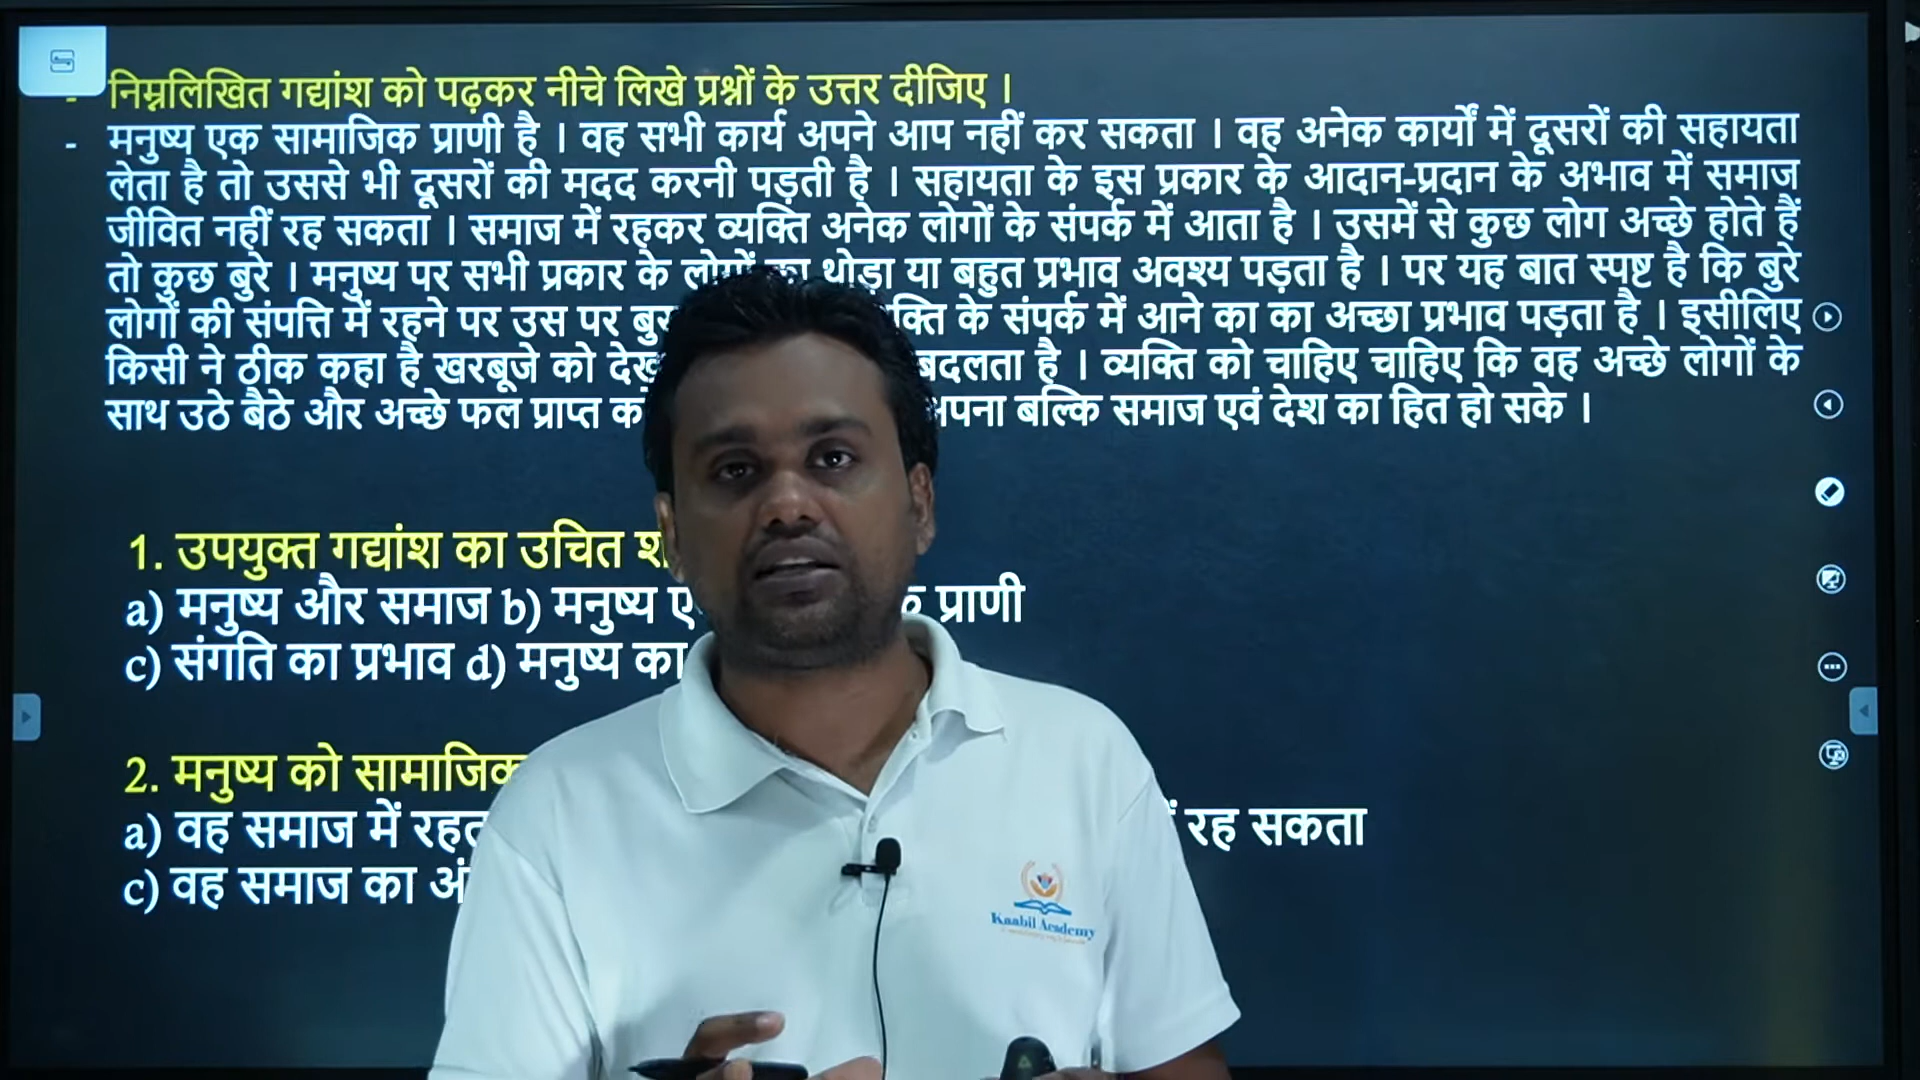 निम्नलिखित गद्यांश को पढ़कर नीचे लिखे प्रश्नों के उत्तर दीजिए ।
- मनुष्य एक सामाजिक प्राणी है । वह सभी कार्य अपने आप नहीं कर सकता । वह अनेक कार्यों में दूसरों की सहायता
लेता है तो उससे भी दूसरों की मदद करनी पड़ती है । सहायता के इस प्रकार के आदान-प्रदान के अभाव में समाज
जीवित नहीं रह सकता । समाज में रहकर व्यक्ति अनेक लोगों के संपर्क में आता है । उसमें से कुछ लोग अच्छे होते हैं
तो कुछ बुरे । मनुष्य पर सभी प्रकार के लोगों का थोड़ा या बहुत प्रभाव अवश्य पड़ता है । पर यह बात स्पष्ट है कि बुरे
लोगों की संपत्ति में रहने पर उस पर के संपर्क में आने का का अच्छा प्रभाव पड़ता है । इसीलिए
किसी ने ठीक कहा है खरबूजे को बदलता है । व्यक्ति को चाहिए चाहिए कि वह अच्छे लोगों के
साथ उठे बैठे और अच्छे फल प्राप्त अपना बल्कि समाज एवं देश का हित हो सके ।
1. उपयुक्त गद्यांश का उचित
a) मनुष्य और समाज b) मनुष्य प्राणी
c) संगति का प्रभाव d) मनुष्य का
2. मनुष्य को सामाजिक
a) वह समाज में रह सकता
c) वह समाज का
Kaabil Academy